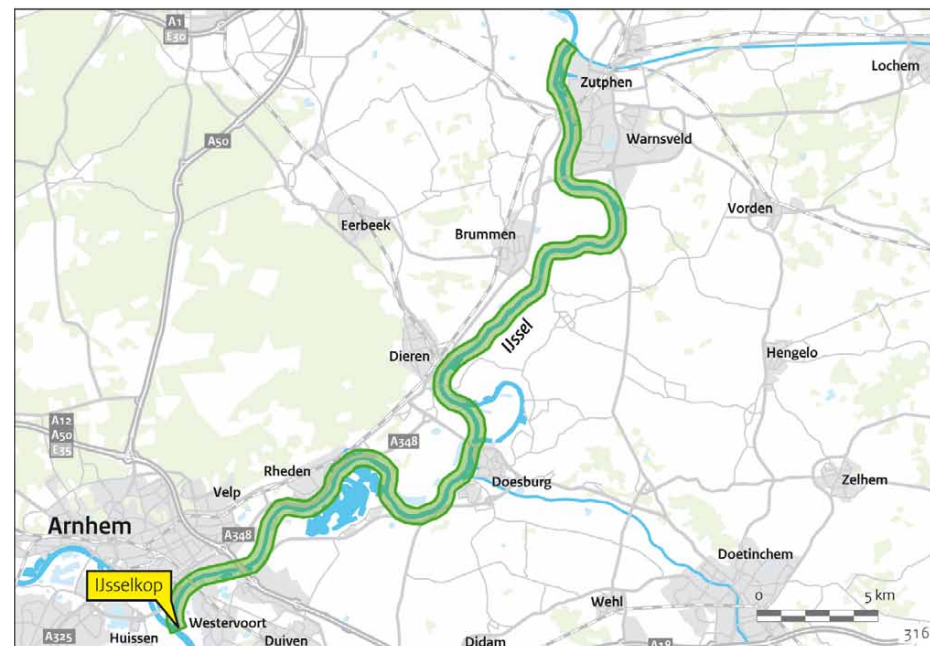 A1
E30
Lochem
Zutphen
A50
Warnsveld
Eerbeek
Vorden
Brummen
IJssel
Dieren
Hengelo
A12
A50
E35
A348
Rheden
Zelhem
Velp
Doesburg
Arnhem
A348
Doetinchem
IJsselkop
Wehl
0 5 km
Westervoort
A325
Huissen
Duiven
Didam
A18
316